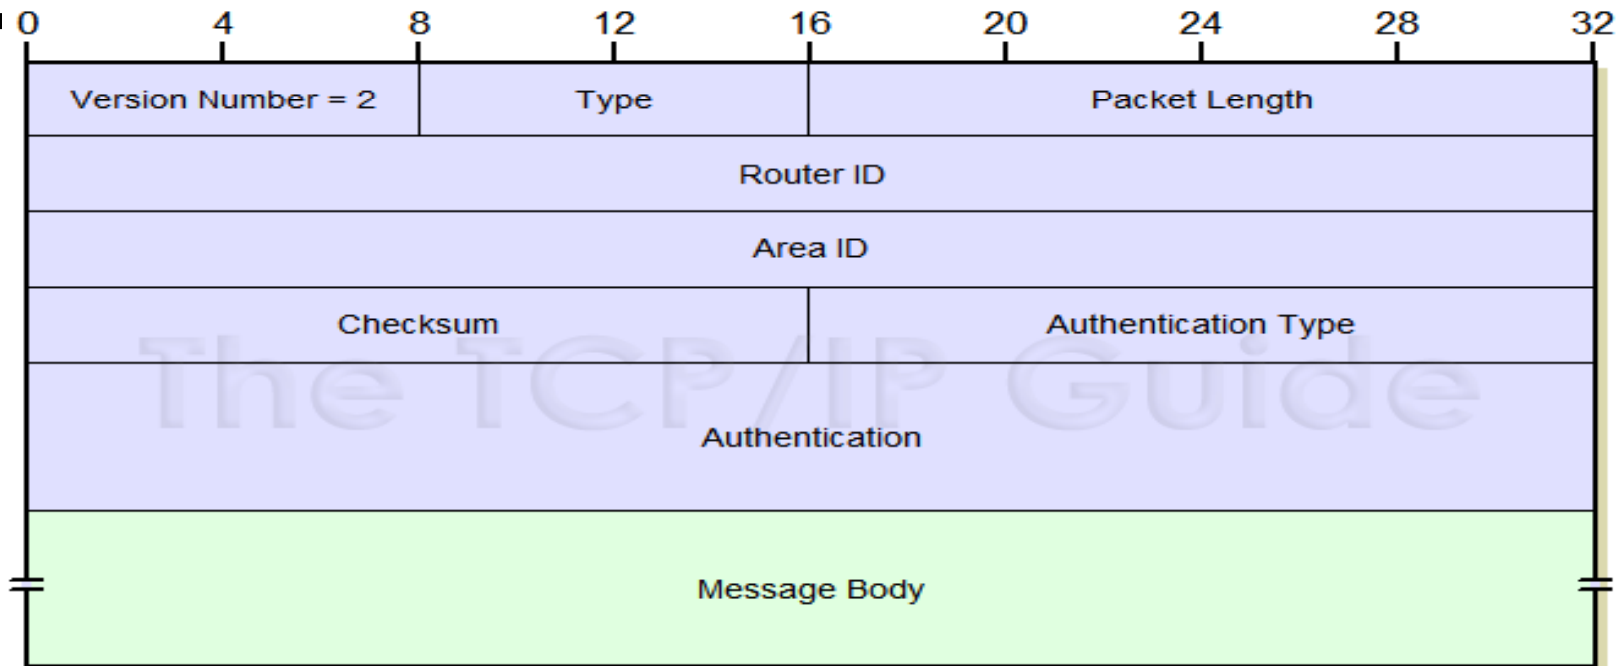 0 4 8 12 16 20 24 28 32
Version Number = 2 Type Packet Length
Router ID
Area ID
Checksum Authentication Type
The TCP/IP Guide
Authentication
Message Body